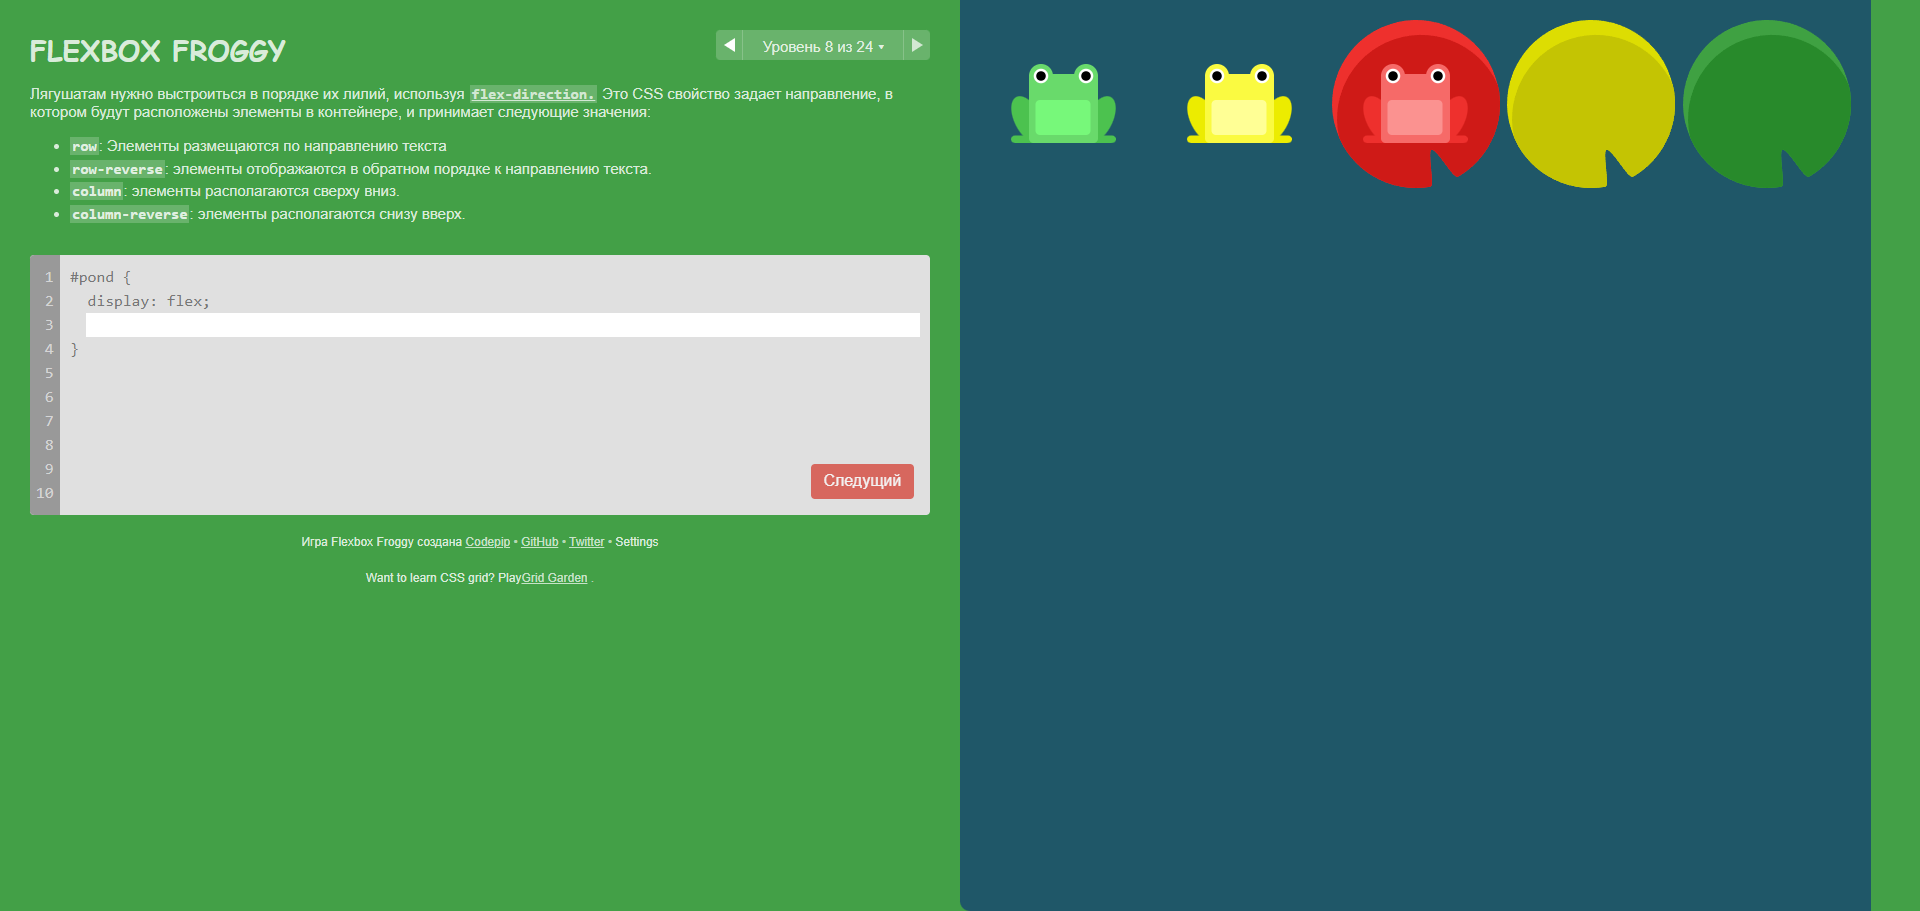 FLEXBOX FROGGY
Уровень 8 из 24 ▾
Лягушатам нужно выстроиться в порядке их лилий, используя flex-direction. Это CSS свойство задает направление, в
котором будут расположены элементы в контейнере, и принимает следующие значения:
• row: Элементы размещаются по направлению текста
• row-reverse: элементы отображаются в обратном порядке к направлению текста.
• column: элементы располагаются сверху вниз.
• column-reverse: элементы располагаются снизу вверх.
1 #pond {
2 display: flex;
3
4 }
5
6
7
8
9
10
Следущий
Игра Flexbox Froggy создана Codepip • GitHub • Twitter • Settings
Want to learn CSS grid? PlayGrid Garden .